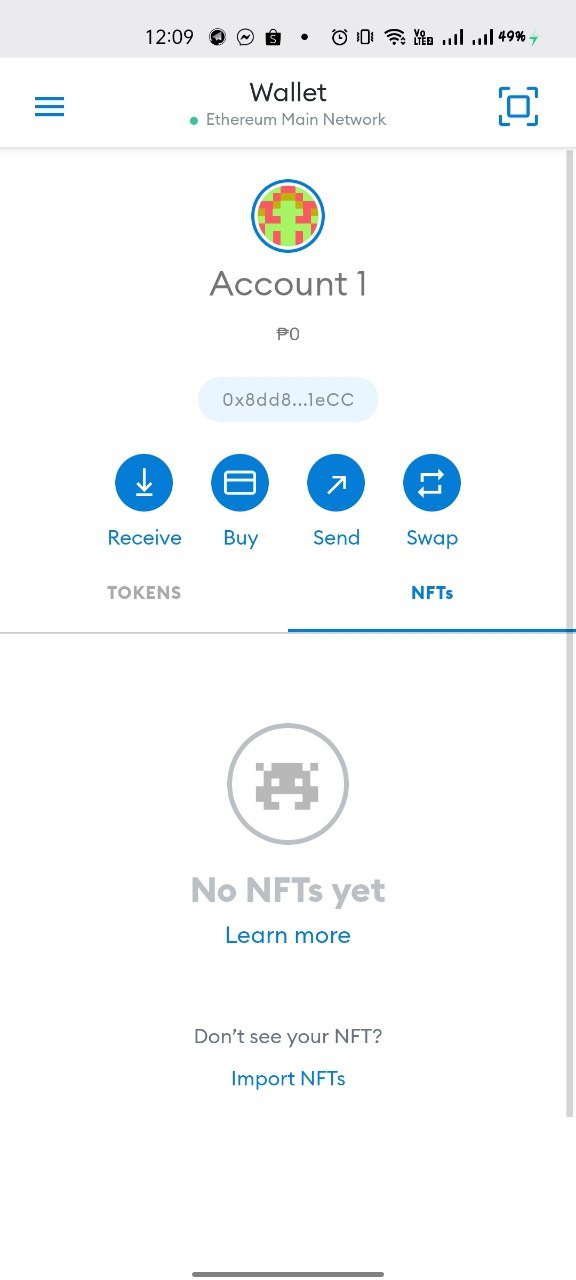 12:09 VoLTE2 49%
Wallet
Ethereum Main Network
Account 1
₱0
0x8dd8...1eCC
Receive Buy Send Swap
TOKENS NFTs
No NFTs yet
Learn more
Don't see your NFT?
Import NFTs